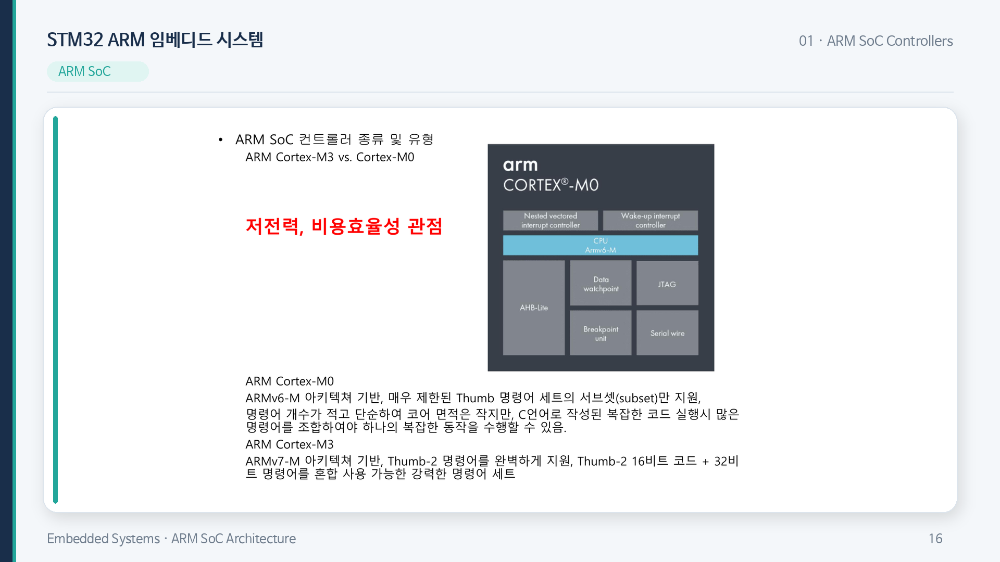 STM32 ARM 임베디드 시스템
01 · ARM SoC Controllers
ARM SoC
• ARM SoC 컨트롤러 종류 및 유형
ARM Cortex-M3 vs. Cortex-M0
저전력, 비용효율성 관점
arm
CORTEX®-M0
Nested vectored
interrupt controller
Wake-up interrupt
controller
CPU
Armv6-M
AHB-Lite
Data
watchpoint
JTAG
Breakpoint
unit
Serial wire
ARM Cortex-M0
ARMv6-M 아키텍쳐 기반, 매우 제한된 Thumb 명령어 세트의 서브셋(subset)만 지원,
명령어 개수가 적고 단순하여 코어 면적은 작지만, C언어로 작성된 복잡한 코드 실행시 많은
명령어를 조합하여야 하나의 복잡한 동작을 수행할 수 있음.
ARM Cortex-M3
ARMv7-M 아키텍쳐 기반, Thumb-2 명령어를 완벽하게 지원, Thumb-2 16비트 코드 + 32비
트 명령어를 혼합 사용 가능한 강력한 명령어 세트
Embedded Systems · ARM SoC Architecture
16